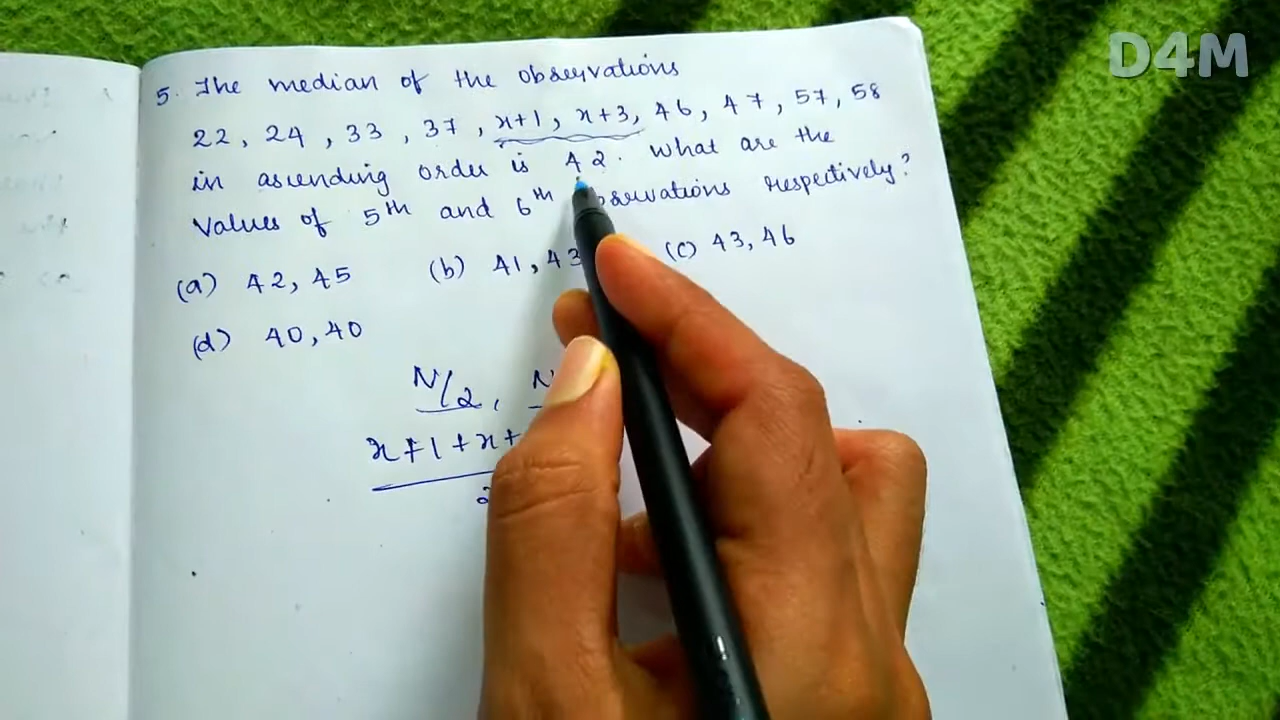 D4M
5. The median of the observations
22, 24, 33, 37, x+1, x+3, 46, 47, 57, 58
in ascending order is 42. What are the
values of 5th and 6th observations respectively?
(a) 42, 45 (b) 41, 43 (c) 43, 46
(d) 40, 40
N/2, N
x+1+x+
2